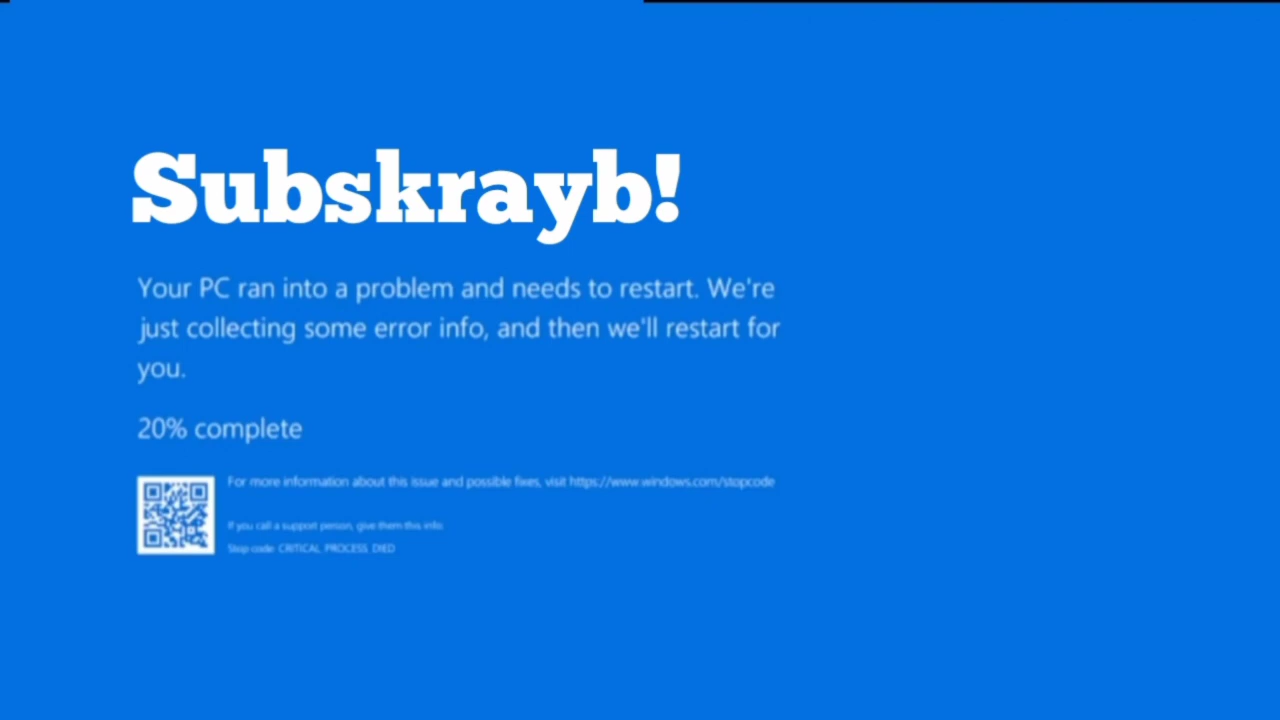 Subskrayb!
Your PC ran into a problem and needs to restart. We're
just collecting some error info, and then we'll restart for
you.
20% complete
For more information about this issue and possible fixes, visit https://www.windows.com/stopcode
If you call a support person, give them this info:
Stop code: CRITICAL_PROCESS_DIED